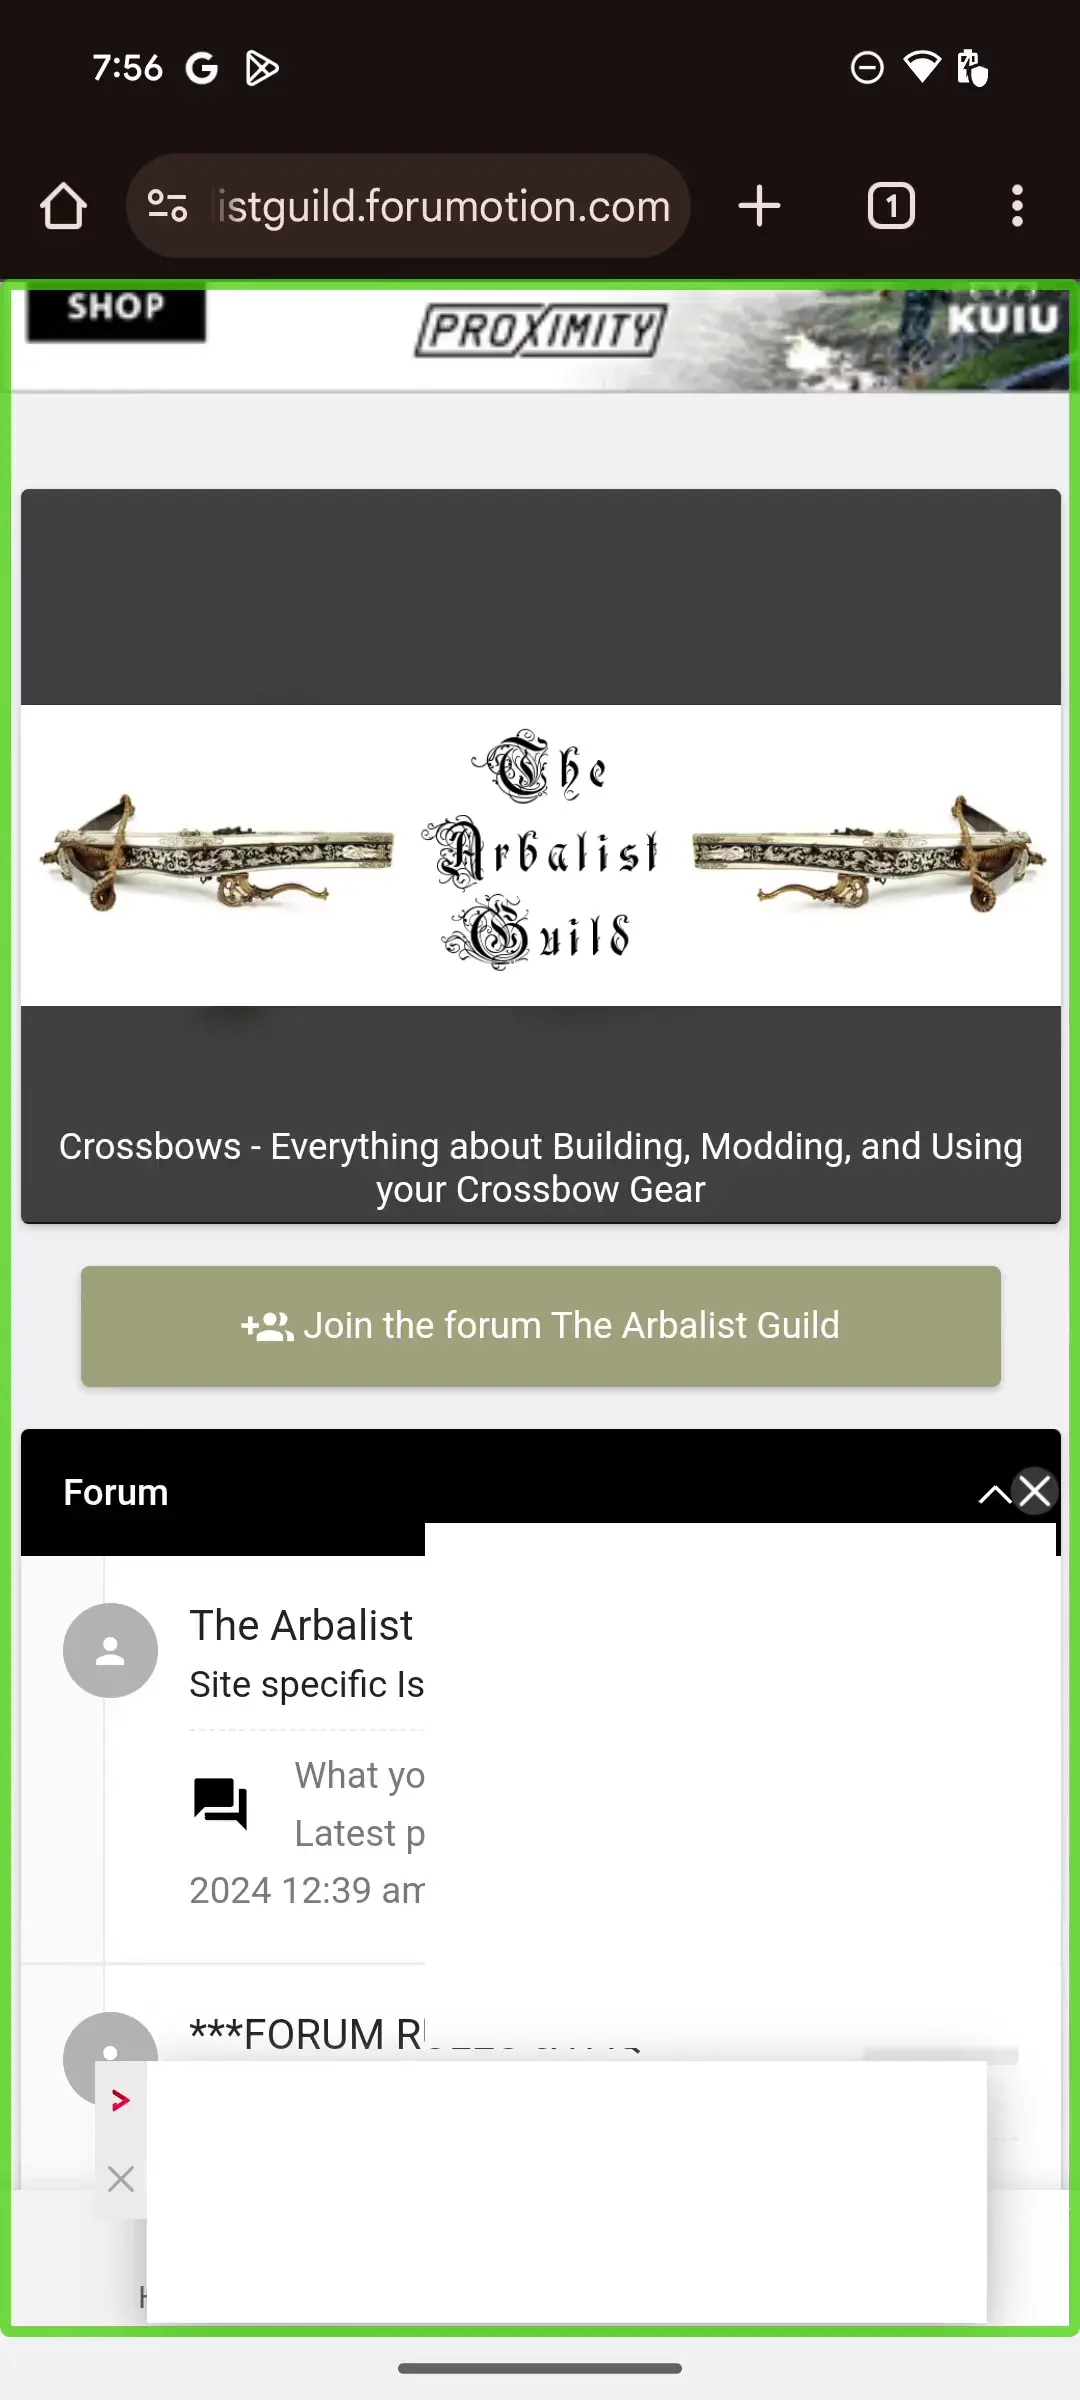 7:56
istguild.forumotion.com
1
SHOP
PROXIMITY
KUIU
The
Arbalist
Guild
Crossbows - Everything about Building, Modding, and Using
your Crossbow Gear
Join the forum The Arbalist Guild
Forum
The Arbalist
Site specific Is
What yo
Latest p
2024 12:39 am
***FORUM R